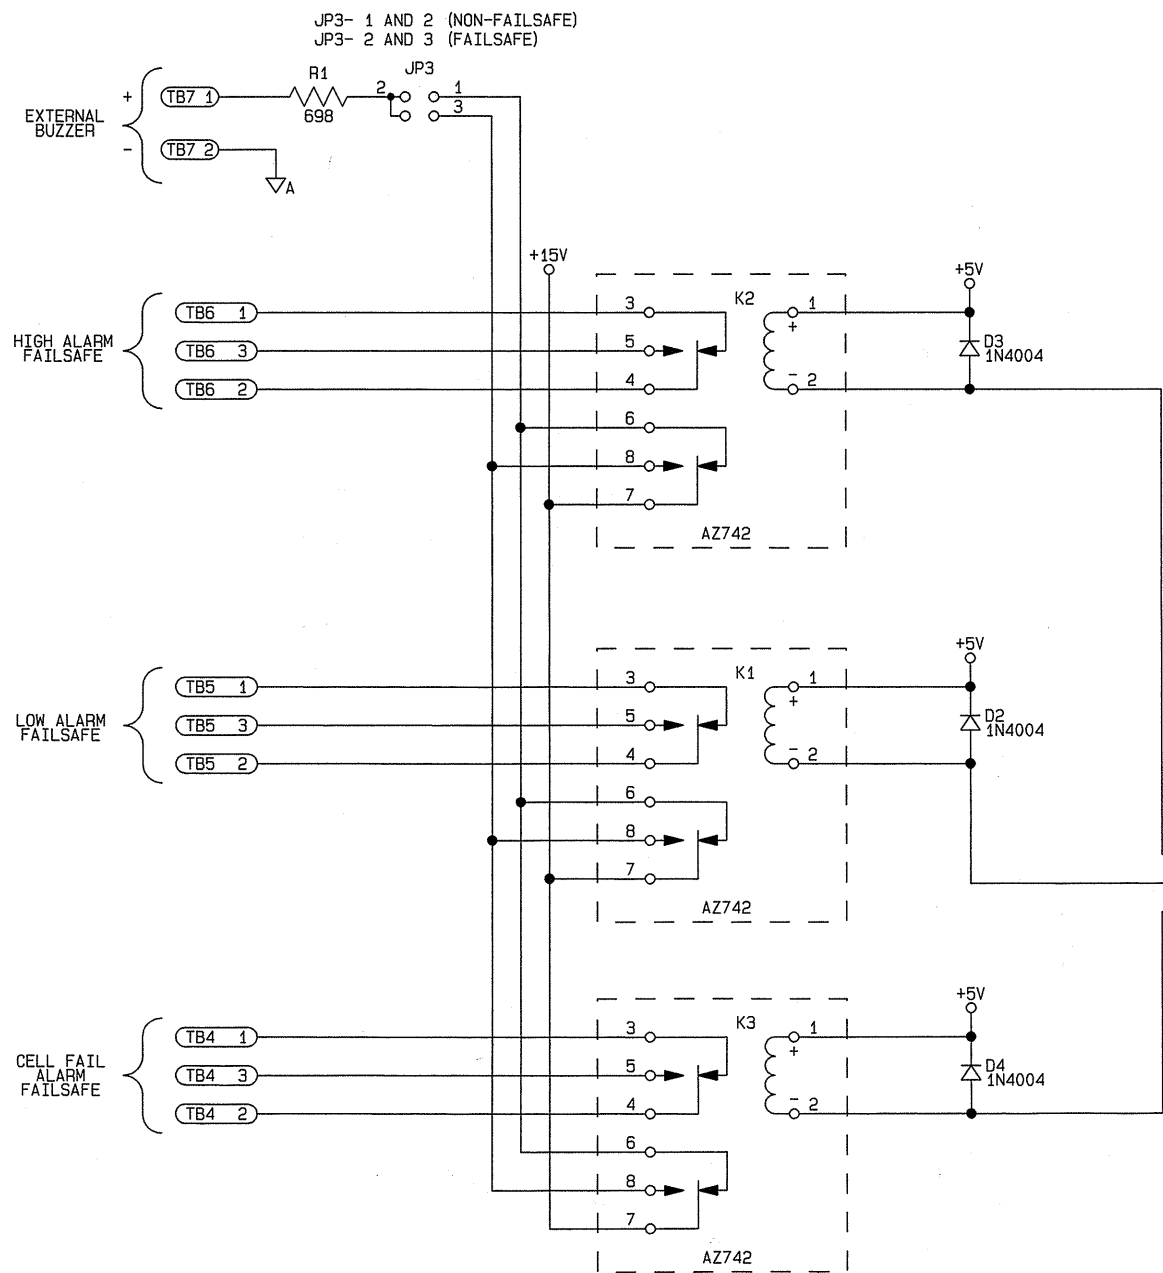 JP3- 1 AND 2 (NON-FAILSAFE)
JP3- 2 AND 3 (FAILSAFE)
JP3
R1
698
2
1
3
EXTERNAL
BUZZER
+
TB7 1
-
TB7 2
A
+15V
HIGH ALARM
FAILSAFE
TB6 1
TB6 3
TB6 2
3
5
4
6
8
7
K2
1
+
-
2
AZ742
+5V
D3
1N4004
LOW ALARM
FAILSAFE
TB5 1
TB5 3
TB5 2
3
5
4
6
8
7
K1
1
+
-
2
AZ742
+5V
D2
1N4004
CELL FAIL
ALARM
FAILSAFE
TB4 1
TB4 3
TB4 2
3
5
4
6
8
7
K3
1
+
-
2
AZ742
+5V
D4
1N4004